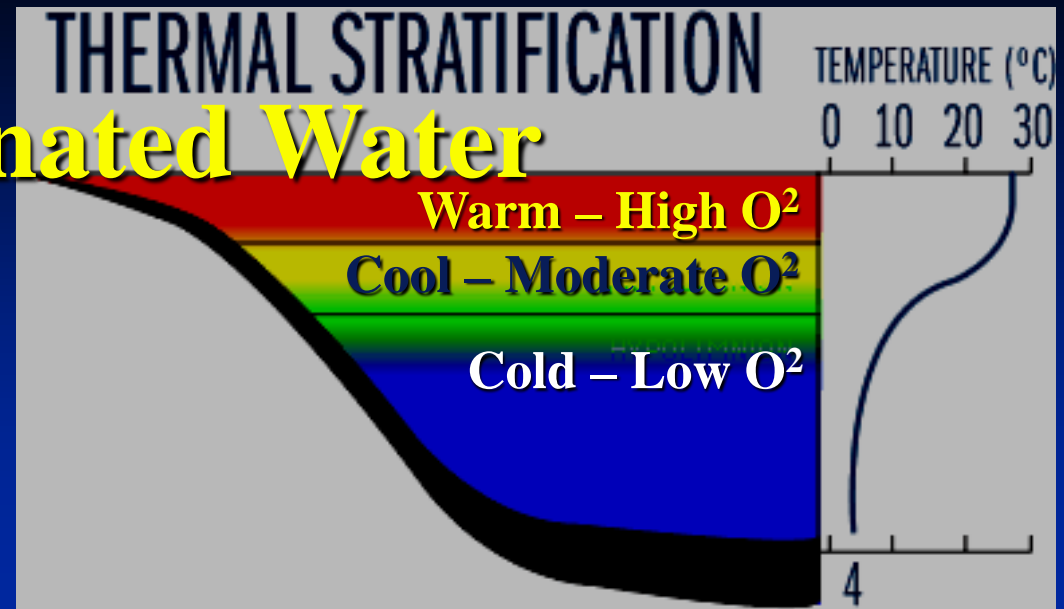 THERMAL STRATIFICATION
TEMPERATURE (°C)
0 10 20 30
nated Water
Warm – High O²
Cool – Moderate O²
Cold – Low O²
4